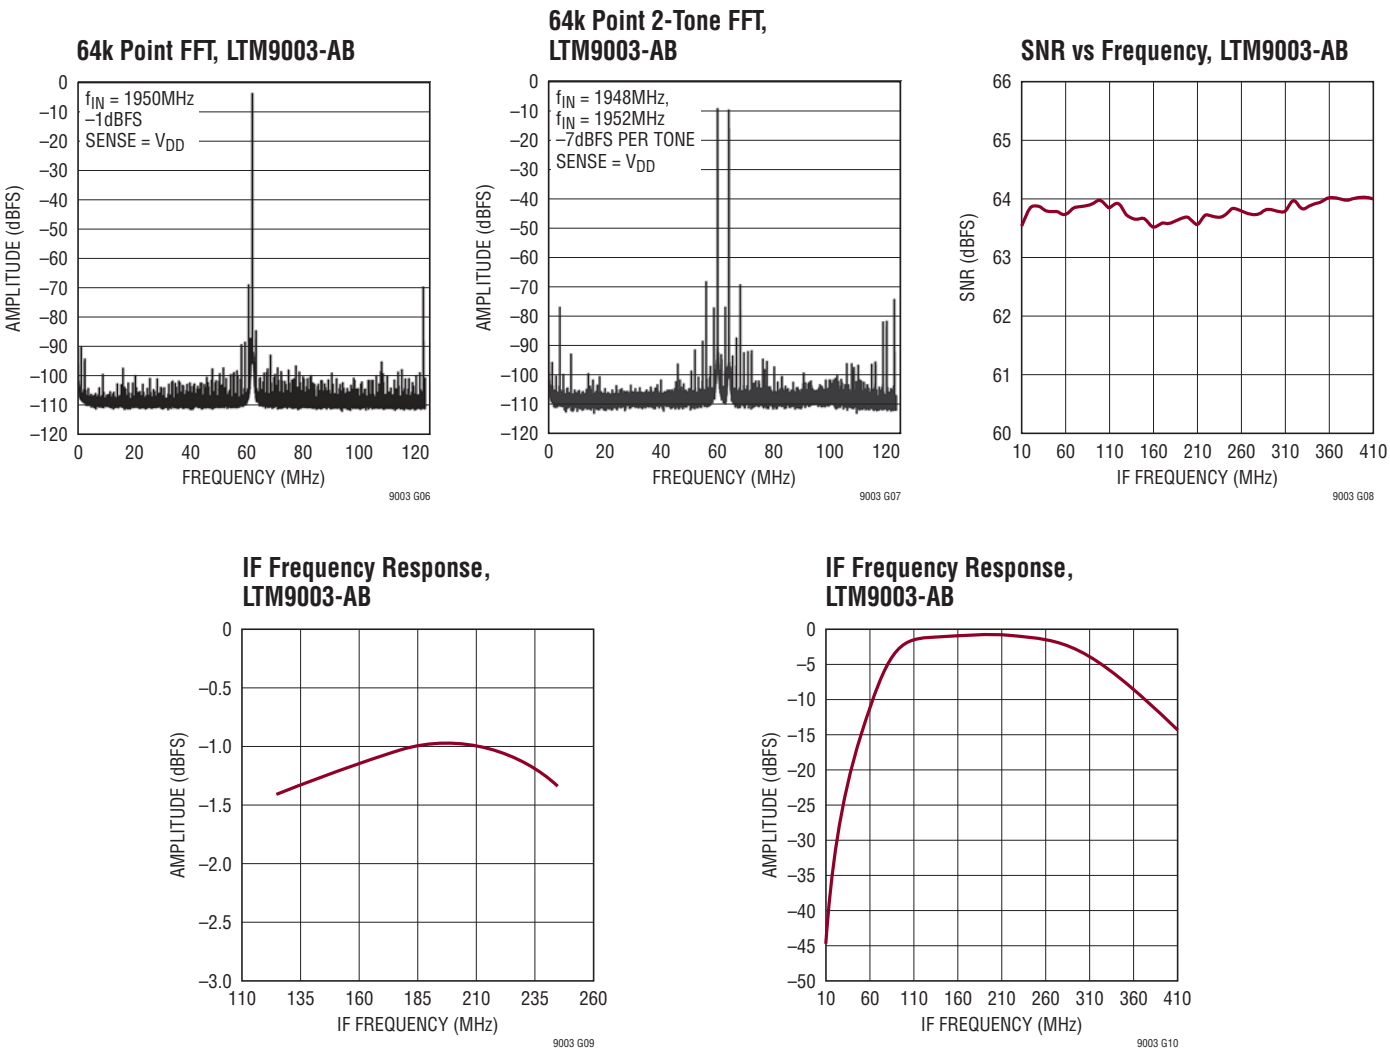 64k Point FFT, LTM9003-AB
0
–10
–20
–30
–40
–50
–60
–70
–80
–90
–100
–110
–120
AMPLITUDE (dBFS)
fIN = 1950MHz
–1dBFS
SENSE = VDD
0 20 40 60 80 100 120
FREQUENCY (MHz)
9003 G06
64k Point 2-Tone FFT,
LTM9003-AB
0
–10
–20
–30
–40
–50
–60
–70
–80
–90
–100
–110
–120
AMPLITUDE (dBFS)
fIN = 1948MHz,
fIN = 1952MHz
–7dBFS PER TONE
SENSE = VDD
0 20 40 60 80 100 120
FREQUENCY (MHz)
9003 G07
SNR vs Frequency, LTM9003-AB
66
65
64
63
62
61
60
SNR (dBFS)
10 60 110 160 210 260 310 360 410
IF FREQUENCY (MHz)
9003 G08
IF Frequency Response,
LTM9003-AB
0
–0.5
–1.0
–1.5
–2.0
–2.5
–3.0
AMPLITUDE (dBFS)
110 135 160 185 210 235 260
IF FREQUENCY (MHz)
9003 G09
IF Frequency Response,
LTM9003-AB
0
–5
–10
–15
–20
–25
–30
–35
–40
–45
–50
AMPLITUDE (dBFS)
10 60 110 160 210 260 310 360 410
IF FREQUENCY (MHz)
9003 G10